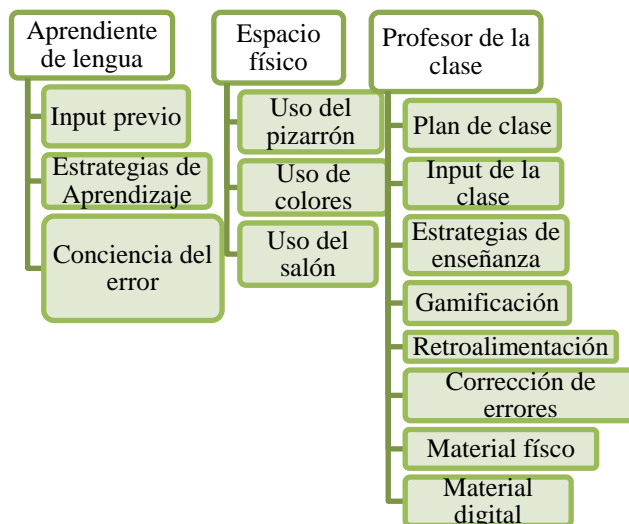 Aprendiente
de lengua
Input previo
Estrategias de
Aprendizaje
Conciencia del
error
Espacio
físico
Uso del
pizarrón
Uso de
colores
Uso del
salón
Profesor de la
clase
Plan de clase
Input de la
clase
Estrategias de
enseñanza
Gamificación
Retroalimentación
Corrección de
errores
Material físco
Material
digital